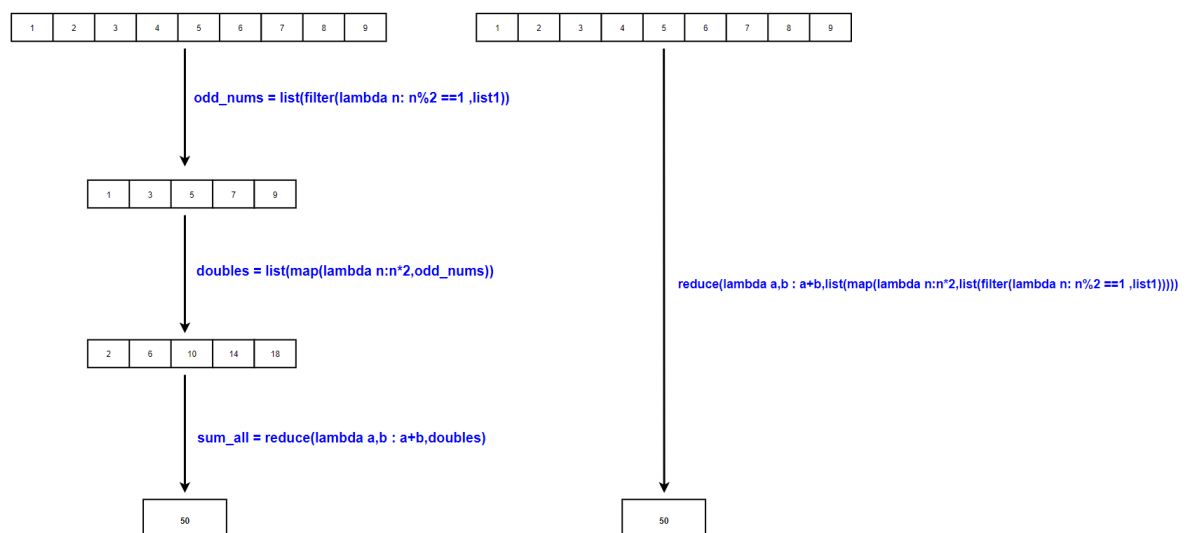 1 2 3 4 5 6 7 8 9
odd_nums = list(filter(lambda n: n%2 ==1 ,list1))
1 3 5 7 9
doubles = list(map(lambda n:n*2,odd_nums))
2 6 10 14 18
sum_all = reduce(lambda a,b : a+b,doubles)
50
1 2 3 4 5 6 7 8 9
reduce(lambda a,b : a+b,list(map(lambda n:n*2,list(filter(lambda n: n%2 ==1 ,list1)))))
50